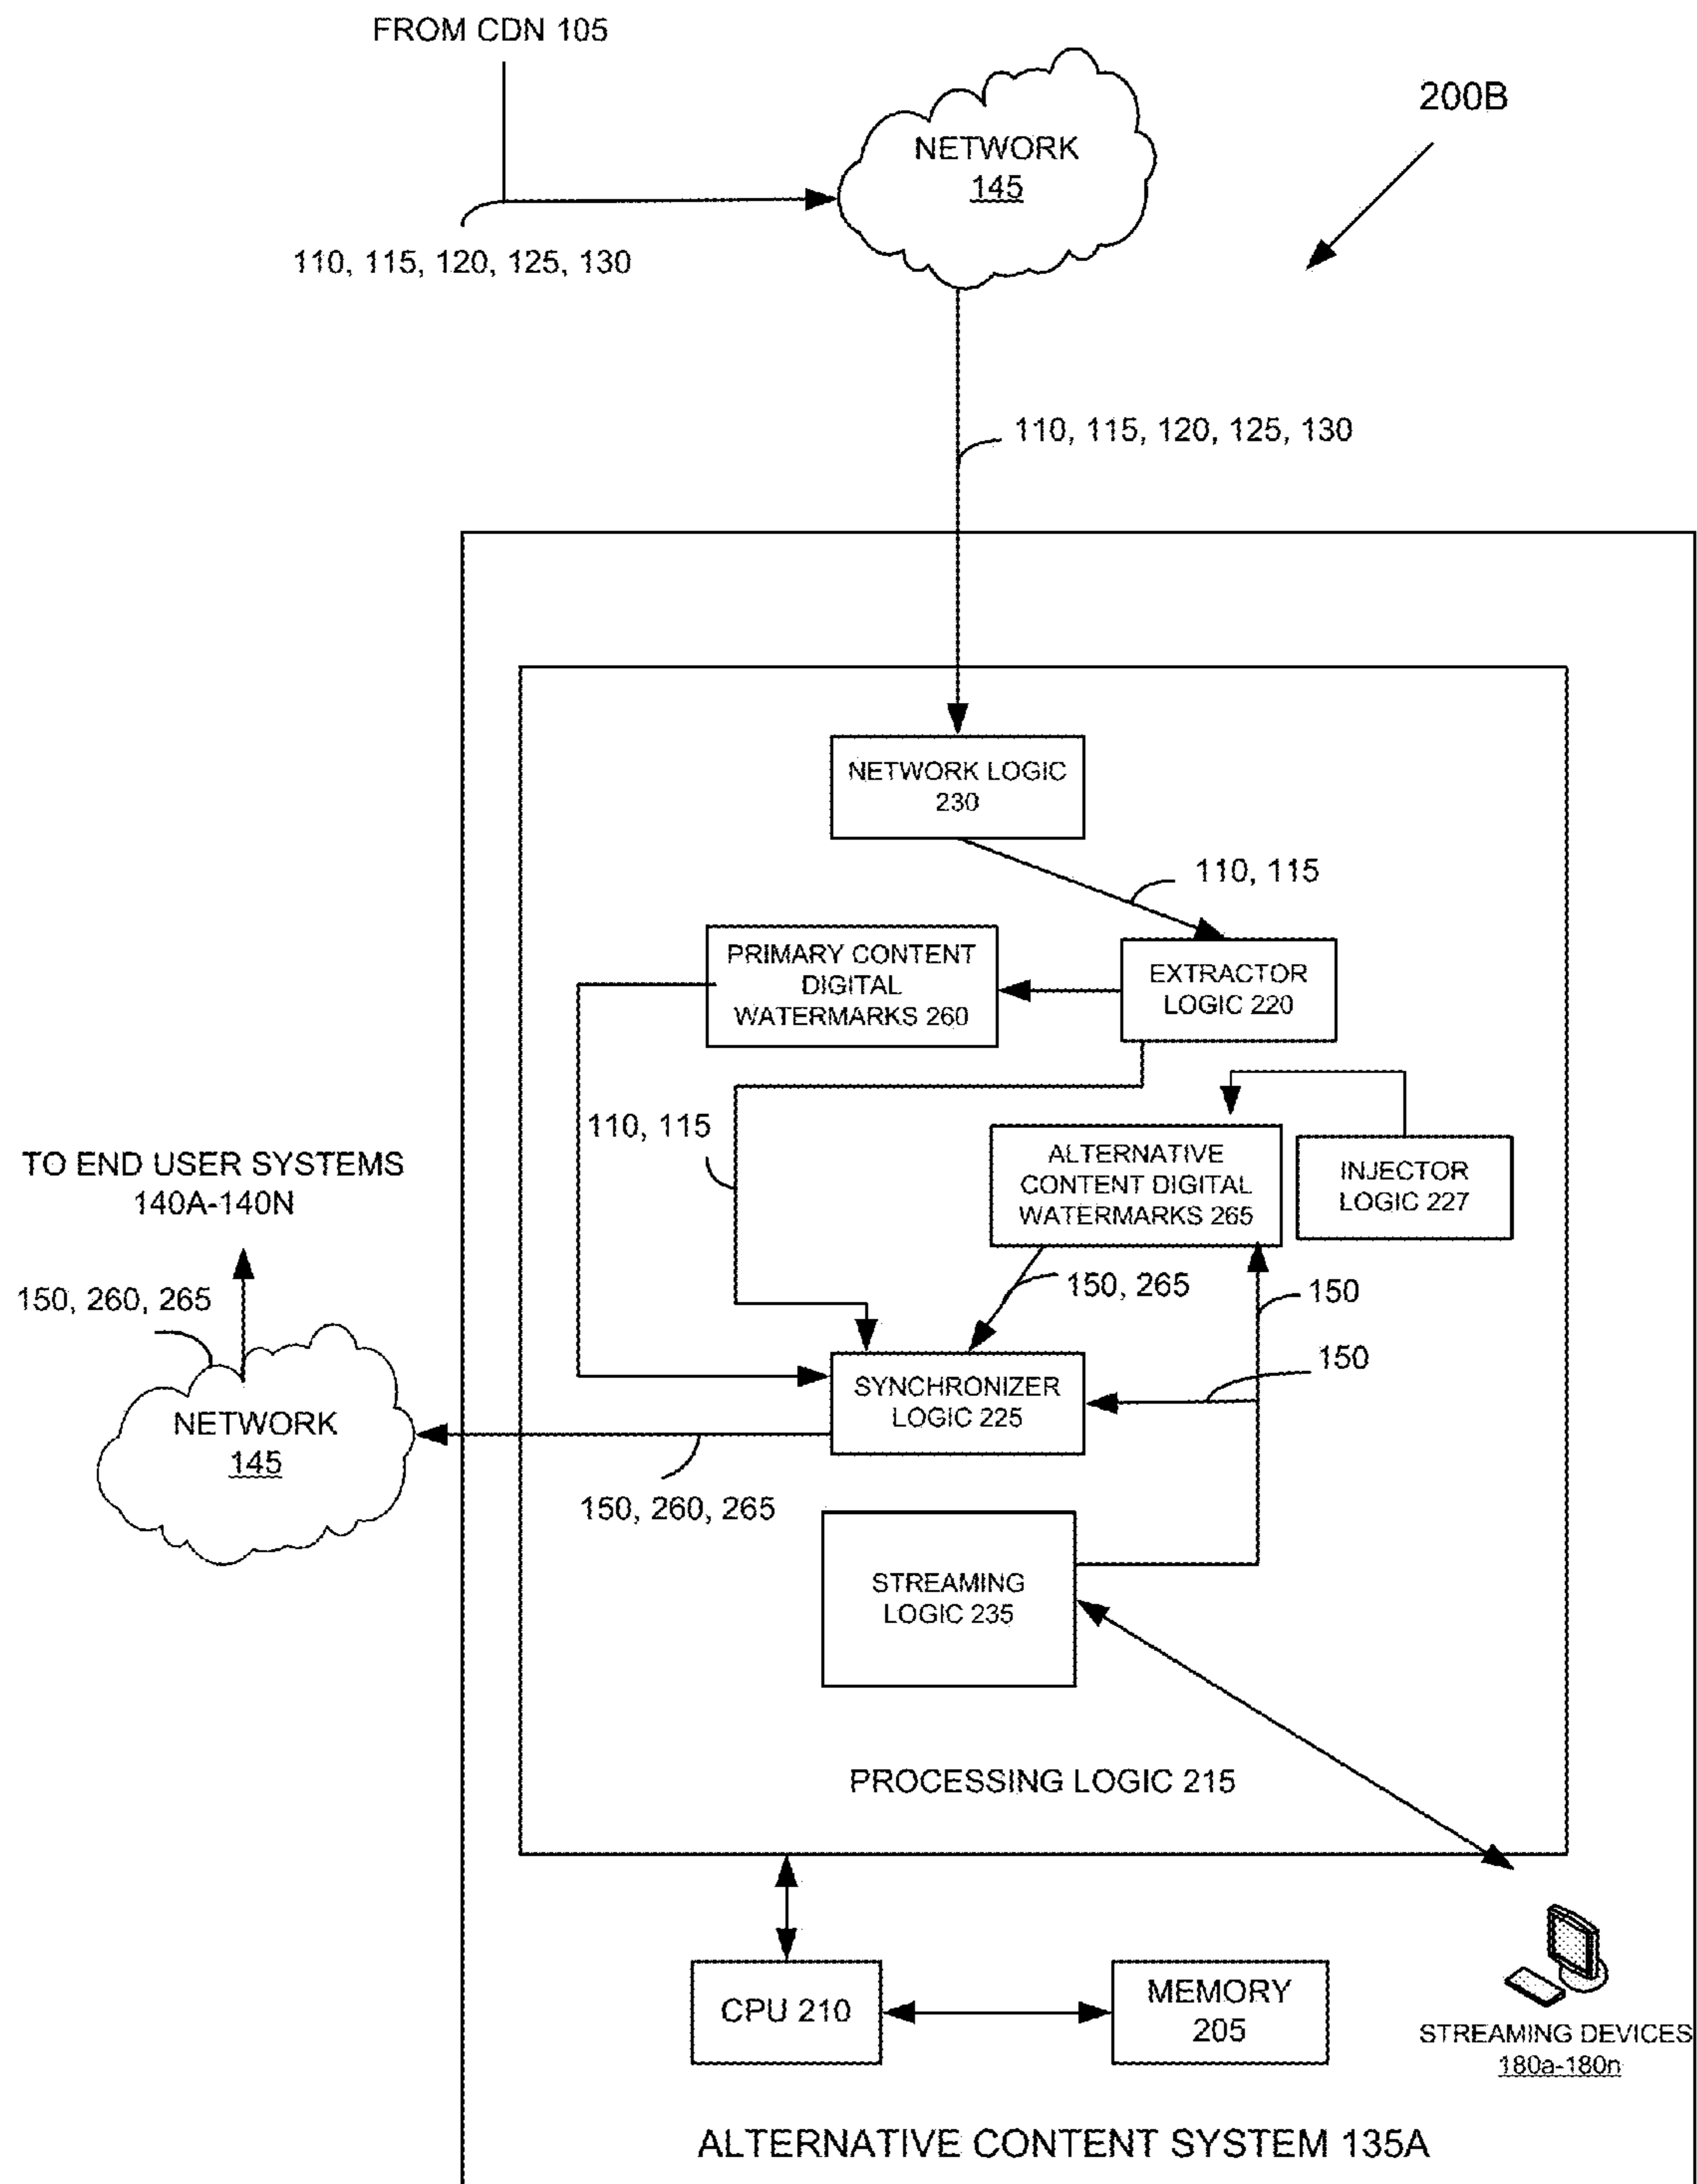 FROM CDN 105
200B
NETWORK
145
110, 115, 120, 125, 130
110, 115, 120, 125, 130
NETWORK LOGIC
230
110, 115
PRIMARY CONTENT
DIGITAL
WATERMARKS 260
EXTRACTOR
LOGIC 220
110, 115
ALTERNATIVE
CONTENT DIGITAL
WATERMARKS 265
INJECTOR
LOGIC 227
TO END USER SYSTEMS
140A-140N
150, 260, 265
150, 265
150
150
SYNCHRONIZER
LOGIC 225
NETWORK
145
150, 260, 265
STREAMING
LOGIC 235
PROCESSING LOGIC 215
CPU 210
MEMORY
205
STREAMING DEVICES
180a-180n
ALTERNATIVE CONTENT SYSTEM 135A